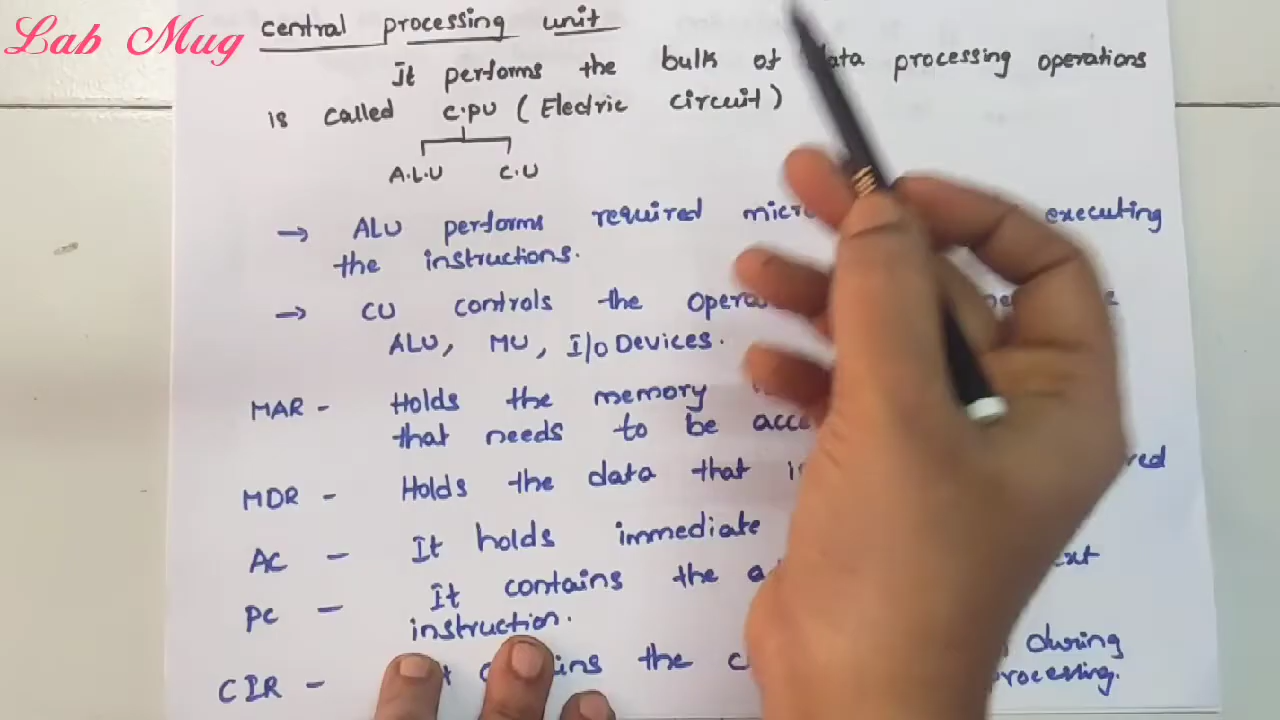 Lab Mug
central processing unit
It performs the bulk of data processing operations
is called C.PU (Electric circuit)
A.L.U C.U
→ ALU performs required executing
the instructions.
→ CU controls the
ALU, MU, I/O Devices.
MAR - Holds the memory
that needs to be
MDR - Holds the data that
AC - It holds immediate
PC - It contains the
instruction.
CIR - the during
processing.